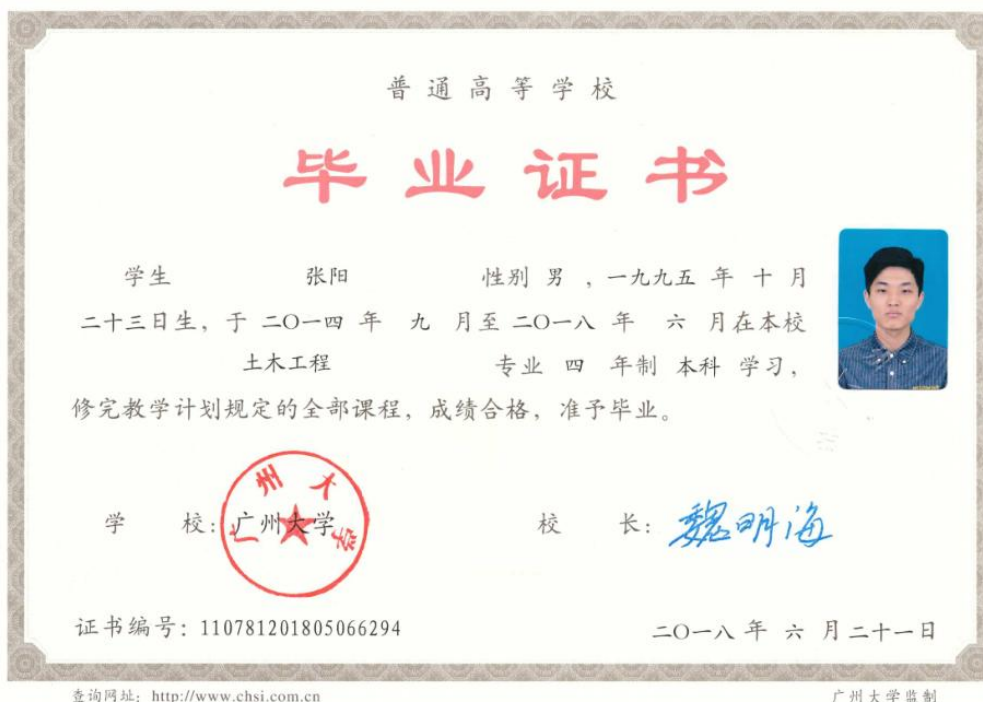 普通高等学校
毕业证书
学生 张阳 性别 男 ，一九九五 年 十 月
二十三日生，于 二〇一四 年 九 月至 二〇一八 年 六 月在本校
土木工程 专业 四 年制 本科 学习，
修完教学计划规定的全部课程，成绩合格，准予毕业。
广州大学
学 校：广州大学 校 长：魏明海
证书编号：110781201805066294 二〇一八 年 六 月二十一日
查询网址：http://www.chsi.com.cn 广州大学监制